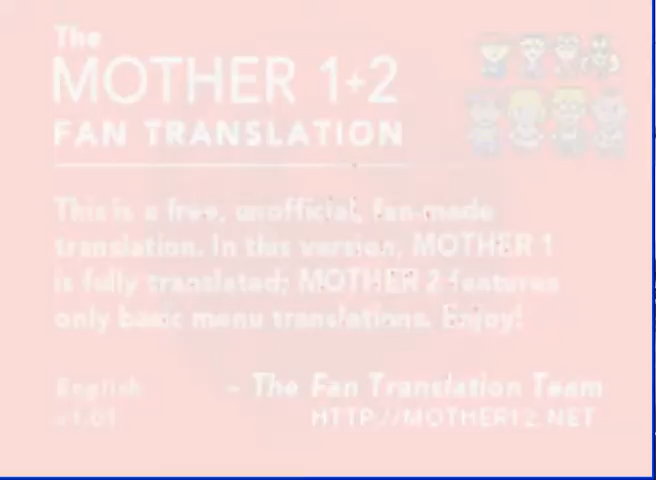 The
MOTHER 1+2
FAN TRANSLATION
This is a free, unofficial, fan-made
translation. In this version, MOTHER 1
is fully translated; MOTHER 2 features
only basic menu translations. Enjoy!
English
v1.01
- The Fan Translation Team
HTTP://MOTHER12.NET